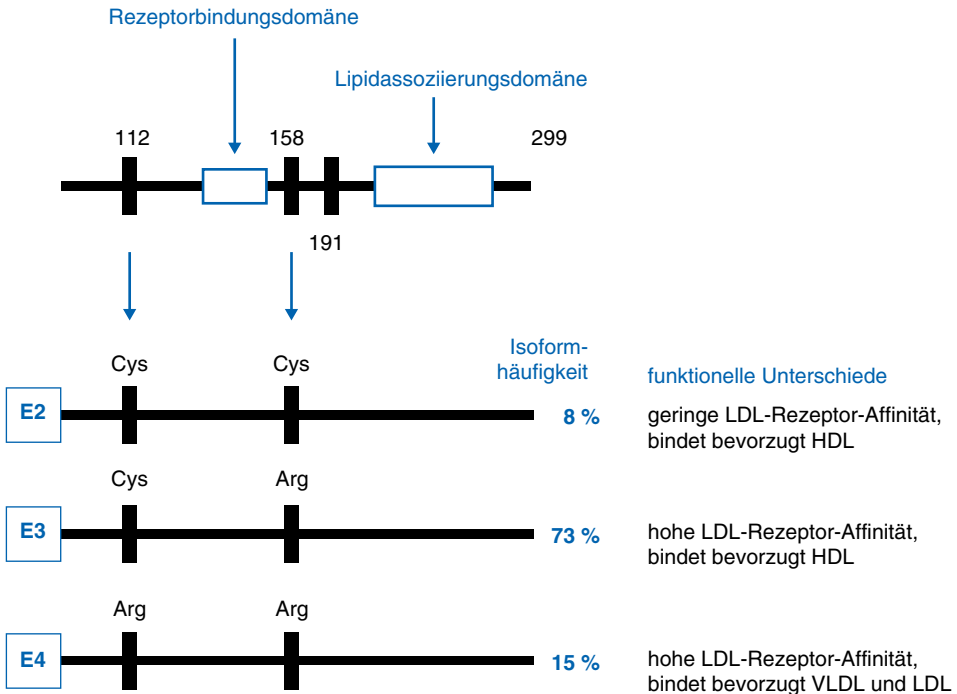 Rezeptorbindungsdomäne
Lipidassoziierungsdomäne
112
158
299
191
Isoform-
häufigkeit
funktionelle Unterschiede
Cys
Cys
E2
8 %
geringe LDL-Rezeptor-Affinität,
bindet bevorzugt HDL
Cys
Arg
E3
73 %
hohe LDL-Rezeptor-Affinität,
bindet bevorzugt HDL
Arg
Arg
E4
15 %
hohe LDL-Rezeptor-Affinität,
bindet bevorzugt VLDL und LDL